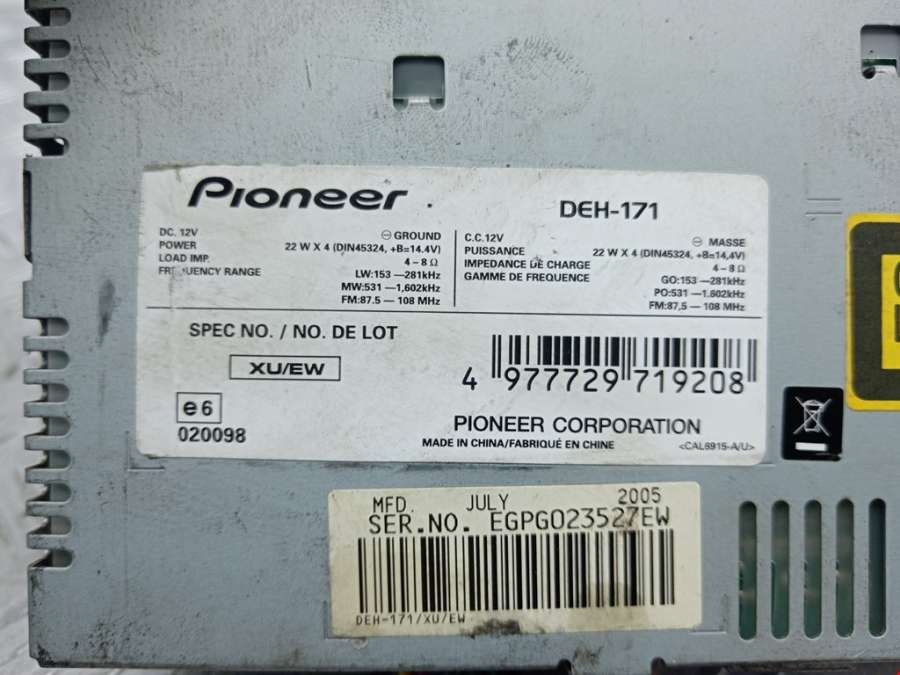 Pioneer
DEH-171
DC. 12V ⊖ GROUND
POWER 22 W X 4 (DIN45324, +B=14.4V)
LOAD IMP. 4 – 8 Ω
FREQUENCY RANGE LW:153 —281kHz
MW:531 —1,602kHz
FM:87.5 — 108 MHz
C.C.12V ⊖ MASSE
PUISSANCE 22 W X 4 (DIN45324, +B=14,4V)
IMPEDANCE DE CHARGE 4 – 8 Ω
GAMME DE FREQUENCE GO:153 —281kHz
PO:531 —1.602kHz
FM:87,5 — 108 MHz
SPEC NO. / NO. DE LOT
XU/EW
4 977729 719208
e6
020098
PIONEER CORPORATION
MADE IN CHINA/FABRIQUÉ EN CHINE
<CAL6915-A/U>
MFD. JULY 2005
SER.NO. EGPG023527EW
DEH-171/XU/EW